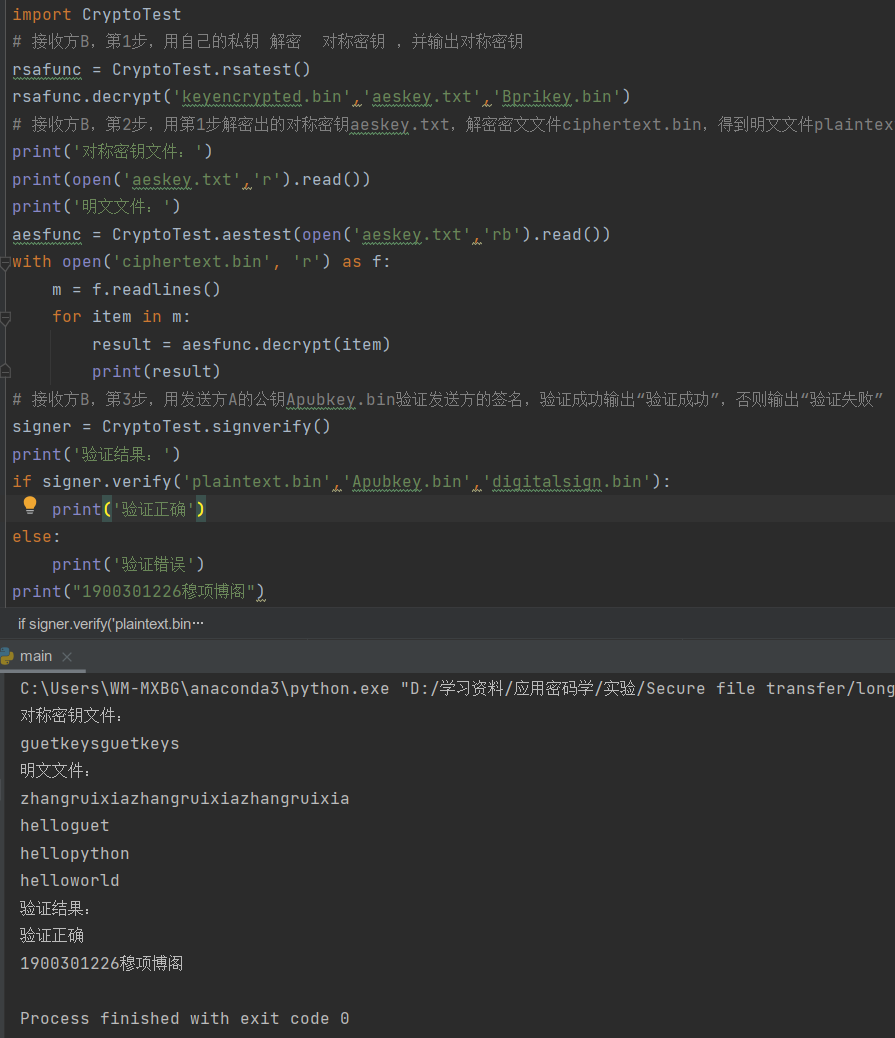 import CryptoTest
# 接收方B，第1步，用自己的私钥 解密  对称密钥 ，并输出对称密钥
rsafunc = CryptoTest.rsatest()
rsafunc.decrypt('keyencrypted.bin','aeskey.txt','Bprikey.bin')
# 接收方B，第2步，用第1步解密出的对称密钥aeskey.txt，解密密文文件ciphertext.bin，得到明文文件plaintex
print('对称密钥文件：')
print(open('aeskey.txt','r').read())
print('明文文件：')
aesfunc = CryptoTest.aestest(open('aeskey.txt','rb').read())
with open('ciphertext.bin', 'r') as f:
    m = f.readlines()
    for item in m:
        result = aesfunc.decrypt(item)
        print(result)
# 接收方B，第3步，用发送方A的公钥Apubkey.bin验证发送方的签名，验证成功输出“验证成功”，否则输出“验证失败”
signer = CryptoTest.signverify()
print('验证结果：')
if signer.verify('plaintext.bin','Apubkey.bin','digitalsign.bin'):
    print('验证正确')
else:
    print('验证错误')
print("1900301226穆项博阁")
if signer.verify('plaintext.bin…
main
C:\Users\WM-MXBG\anaconda3\python.exe "D:/学习资料/应用密码学/实验/Secure file transfer/long
对称密钥文件：
guetkeysguetkeys
明文文件：
zhangruixiazhangruixiazhangruixia
helloguet
hellopython
helloworld
验证结果：
验证正确
1900301226穆项博阁
Process finished with exit code 0